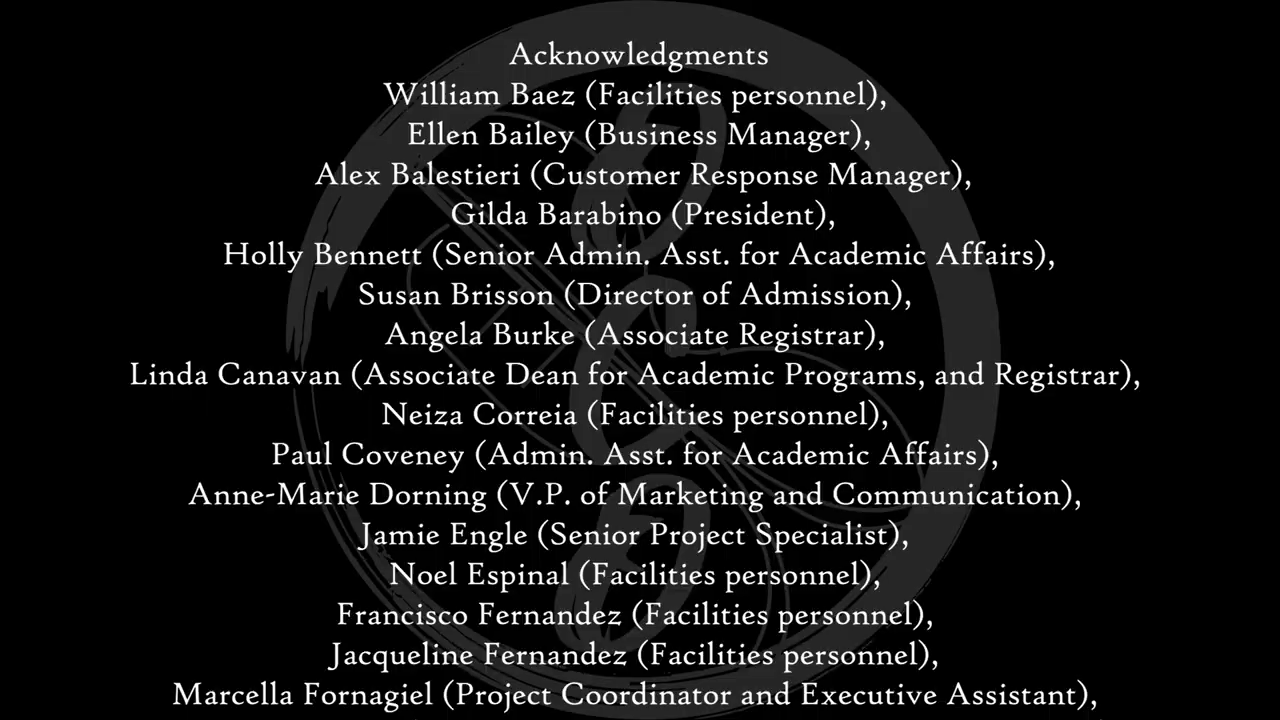 Acknowledgments
William Baez (Facilities personnel),
Ellen Bailey (Business Manager),
Alex Balestieri (Customer Response Manager),
Gilda Barabino (President),
Holly Bennett (Senior Admin. Asst. for Academic Affairs),
Susan Brisson (Director of Admission),
Angela Burke (Associate Registrar),
Linda Canavan (Associate Dean for Academic Programs, and Registrar),
Neiza Correia (Facilities personnel),
Paul Coveney (Admin. Asst. for Academic Affairs),
Anne-Marie Dorning (V.P. of Marketing and Communication),
Jamie Engle (Senior Project Specialist),
Noel Espinal (Facilities personnel),
Francisco Fernandez (Facilities personnel),
Jacqueline Fernandez (Facilities personnel),
Marcella Fornagiel (Project Coordinator and Executive Assistant),